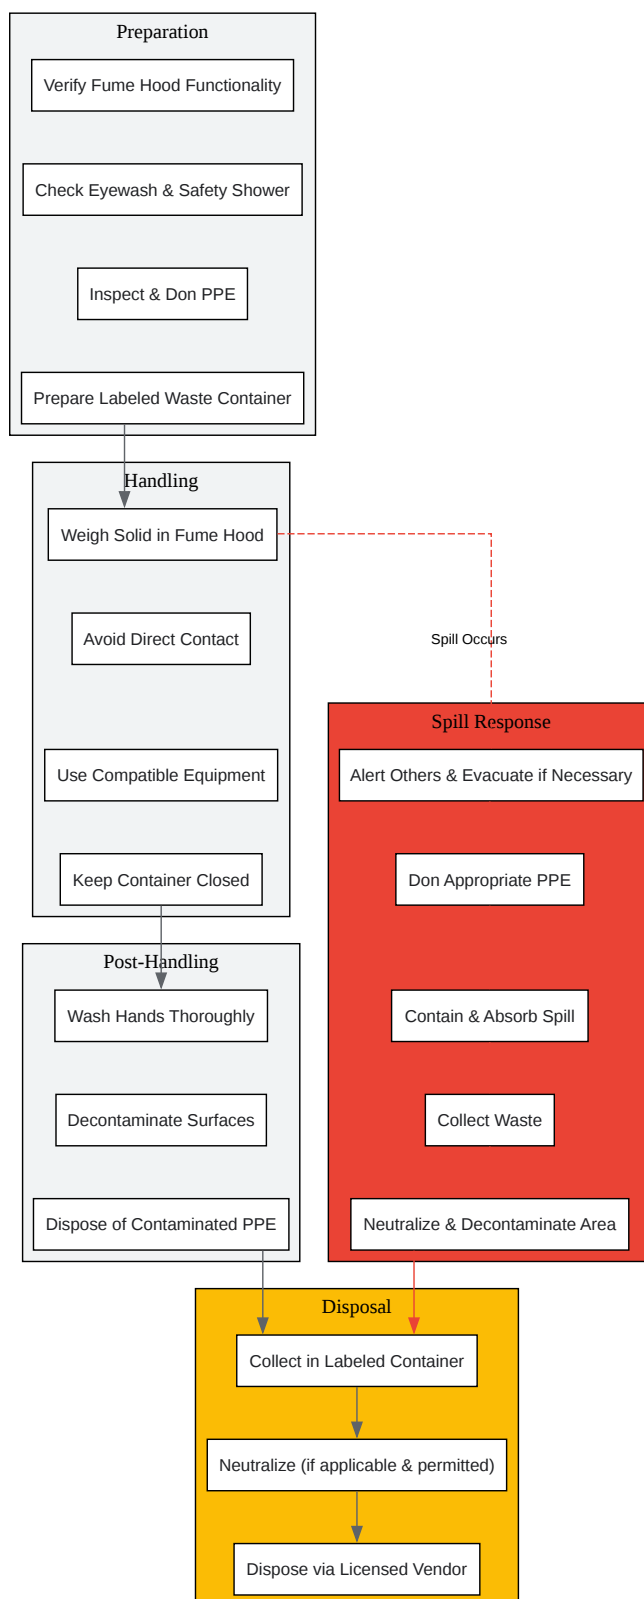 Preparation
Verify Fume Hood Functionality
Check Eyewash & Safety Shower
Inspect & Don PPE
Prepare Labeled Waste Container
Handling
Weigh Solid in Fume Hood
Avoid Direct Contact
Use Compatible Equipment
Keep Container Closed
Spill Occurs
Spill Response
Alert Others & Evacuate if Necessary
Don Appropriate PPE
Contain & Absorb Spill
Collect Waste
Neutralize & Decontaminate Area
Post-Handling
Wash Hands Thoroughly
Decontaminate Surfaces
Dispose of Contaminated PPE
Disposal
Collect in Labeled Container
Neutralize (if applicable & permitted)
Dispose via Licensed Vendor